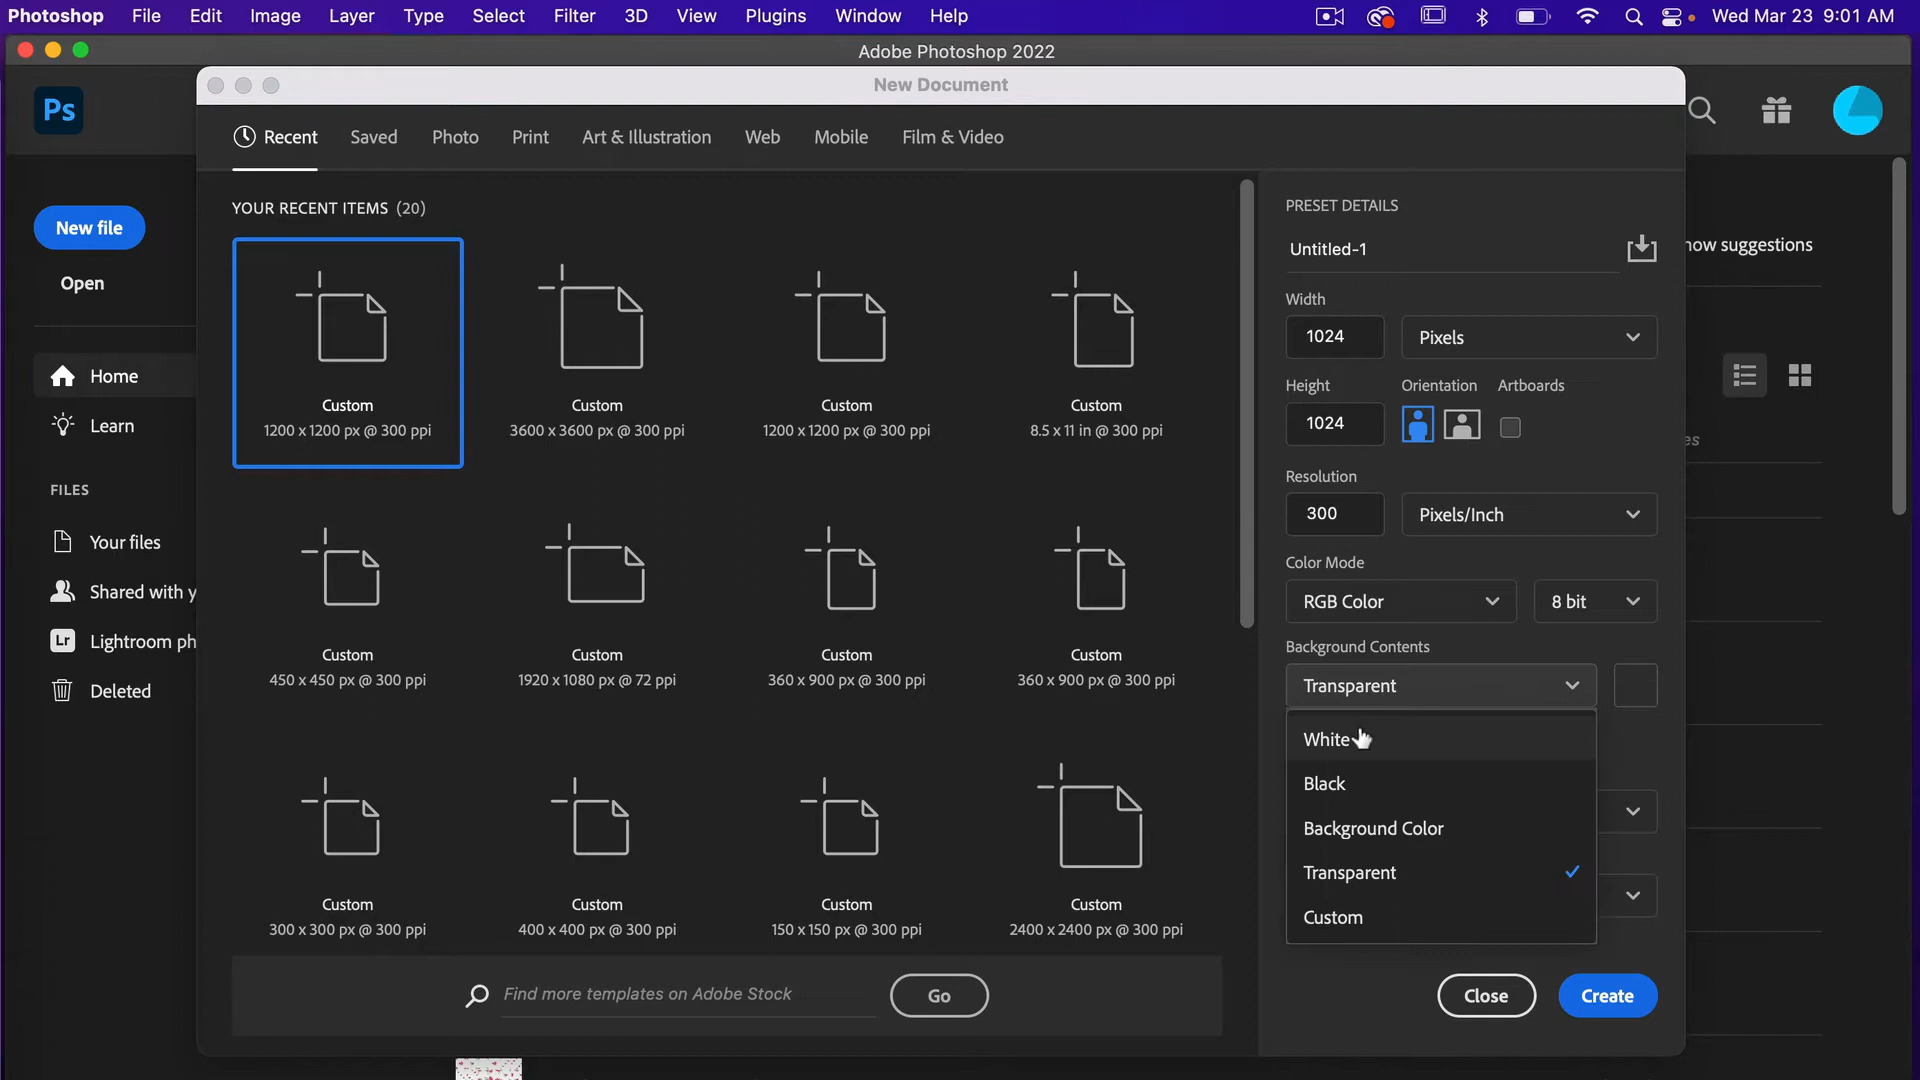 Photoshop File Edit Image Layer Type Select Filter 3D View Plugins Window Help Wed Mar 23 9:01 AM
Adobe Photoshop 2022
New Document
Ps
Recent Saved Photo Print Art & Illustration Web Mobile Film & Video
New file
Open
Home
Learn
FILES
Your files
Shared with y
Lr Lightroom ph
Deleted
YOUR RECENT ITEMS (20)
Custom Custom Custom Custom
1200 x 1200 px @ 300 ppi 3600 x 3600 px @ 300 ppi 1200 x 1200 px @ 300 ppi 8.5 x 11 in @ 300 ppi
Custom Custom Custom Custom
450 x 450 px @ 300 ppi 1920 x 1080 px @ 72 ppi 360 x 900 px @ 300 ppi 360 x 900 px @ 300 ppi
Custom Custom Custom Custom
300 x 300 px @ 300 ppi 400 x 400 px @ 300 ppi 150 x 150 px @ 300 ppi 2400 x 2400 px @ 300 ppi
Find more templates on Adobe Stock Go
PRESET DETAILS
Untitled-1
Width
1024 Pixels
Height Orientation Artboards
1024
Resolution
300 Pixels/Inch
Color Mode
RGB Color 8 bit
Background Contents
Transparent
White
Black
Background Color
Transparent
Custom
Close Create
how suggestions
es